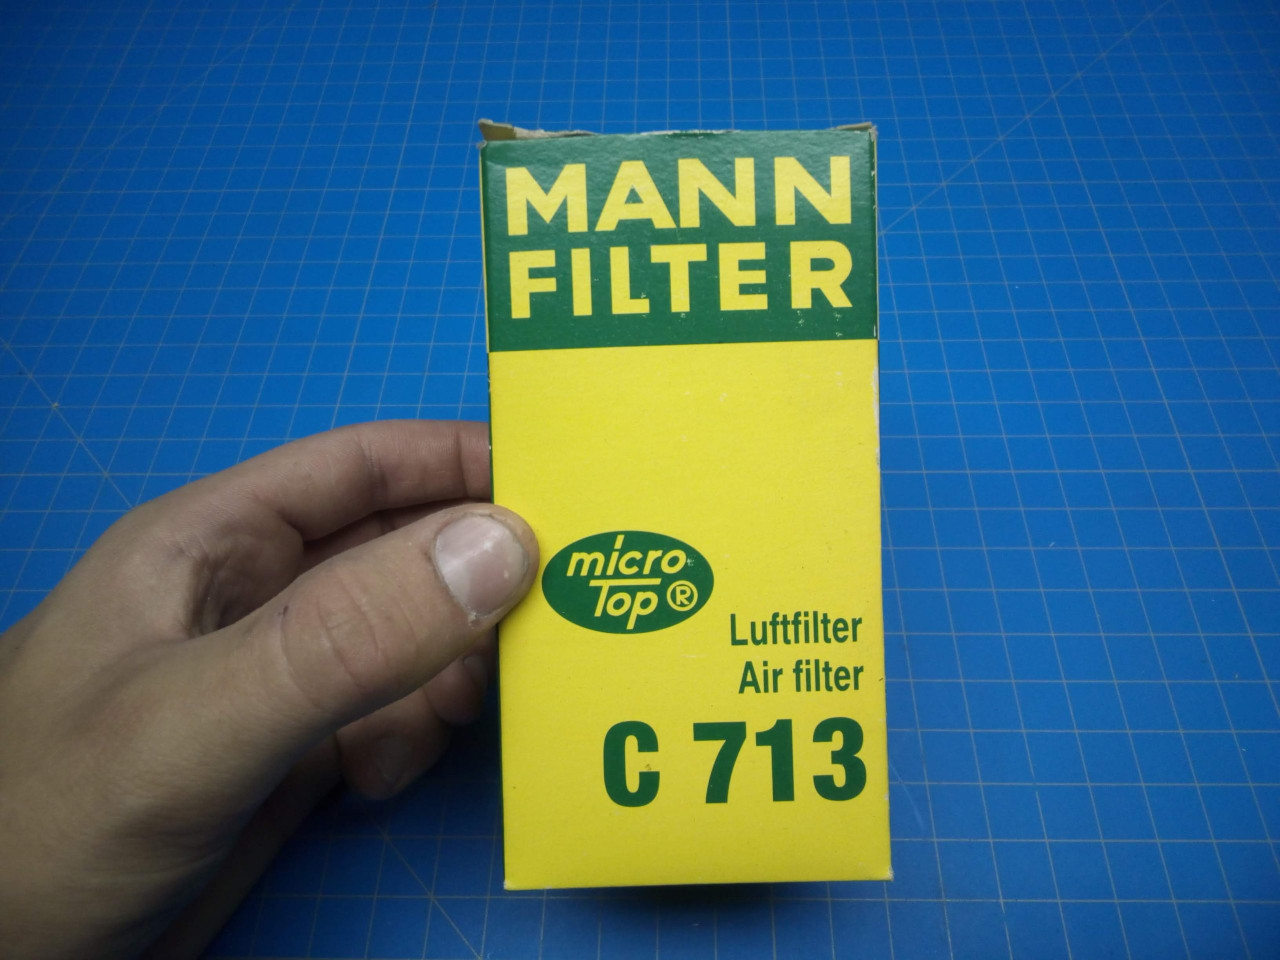 MANN
FILTER
micro
Top ®
Luftfilter
Air filter
C 713